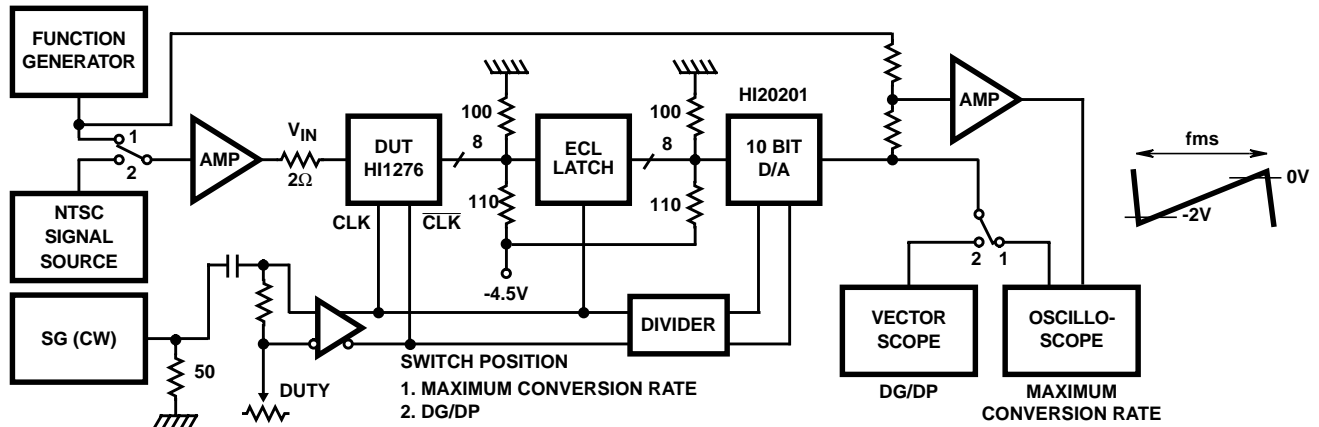 FUNCTION
GENERATOR
1
2
NTSC
SIGNAL
SOURCE
AMP
VIN
2Ω
DUT
HI1276
CLK
CLK
8
100
110
-4.5V
ECL
LATCH
8
100
110
HI20201
10 BIT
D/A
AMP
fms
0V
-2V
2
1
SG (CW)
50
DUTY
DIVIDER
SWITCH POSITION
1. MAXIMUM CONVERSION RATE
2. DG/DP
VECTOR
SCOPE
DG/DP
OSCILLO-
SCOPE
MAXIMUM
CONVERSION RATE